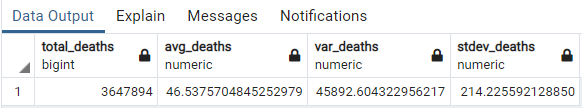 Data Output Explain Messages Notifications
total_deaths avg_deaths var_deaths stdev_deaths
bigint numeric numeric numeric
1 3647894 46.5375704845252979 45892.604322956217 214.225592128850